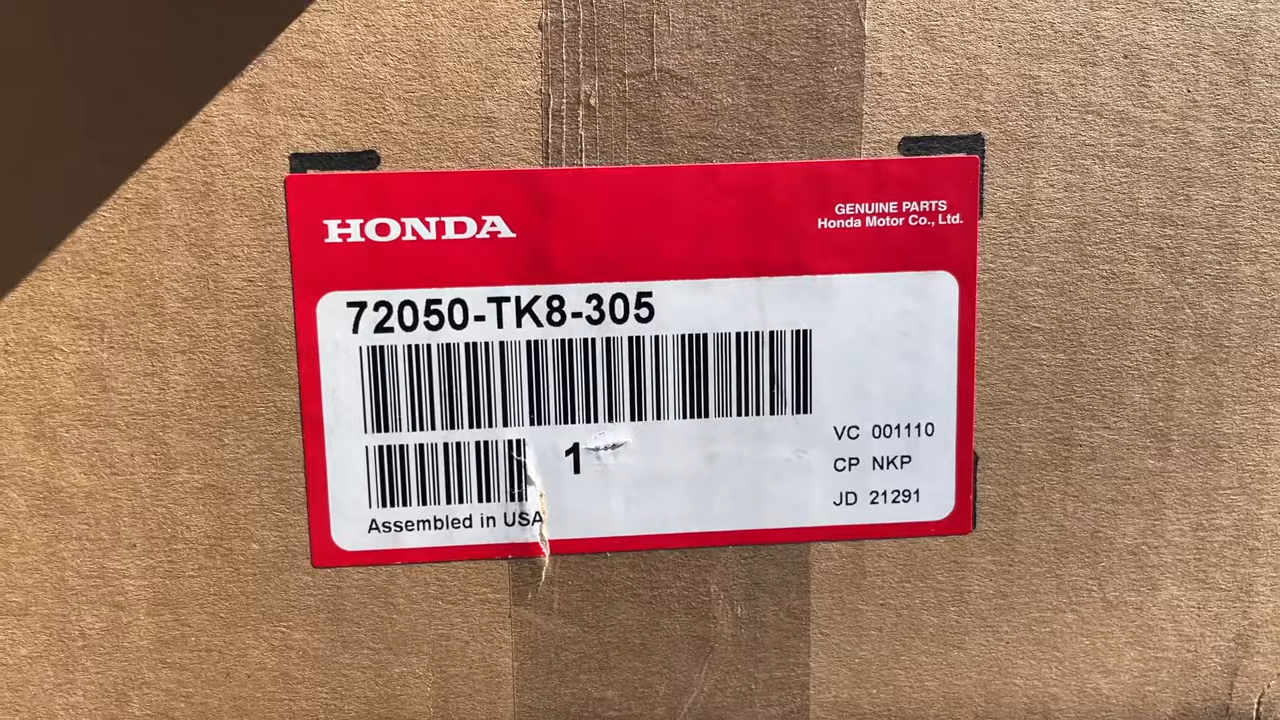 HONDA
GENUINE PARTS
Honda Motor Co., Ltd.
72050-TK8-305
1
VC 001110
CP NKP
JD 21291
Assembled in USA